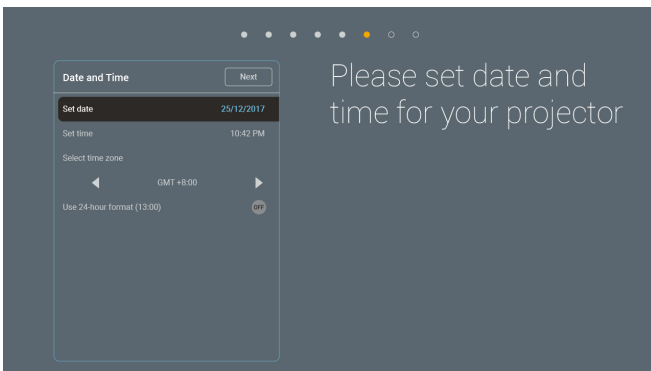 Date and Time
Next
Please set date and
time for your projector
Set date
25/12/2017
Set time
10:42 PM
Select time zone
GMT +8:00
Use 24-hour format (13:00)
OFF